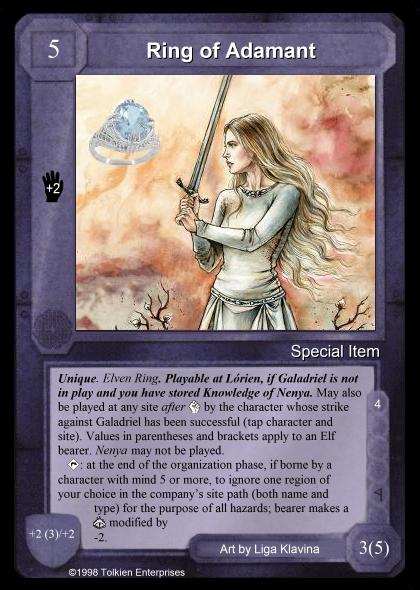 5
Ring of Adamant
+2
Special Item
Unique. Elven Ring. Playable at Lórien, if Galadriel is not
in play and you have stored Knowledge of Nenya. May also
be played at any site after by the character whose strike
against Galadriel has been successful (tap character and
site). Values in parentheses and brackets apply to an Elf
bearer. Nenya may not be played.
: at the end of the organization phase, if borne by a
character with mind 5 or more, to ignore one region of
your choice in the company's site path (both name and
type) for the purpose of all hazards; bearer makes a
modified by
-2.
4
+2 (3)/+2
Art by Liga Klavina
3(5)
©1998 Tolkien Enterprises